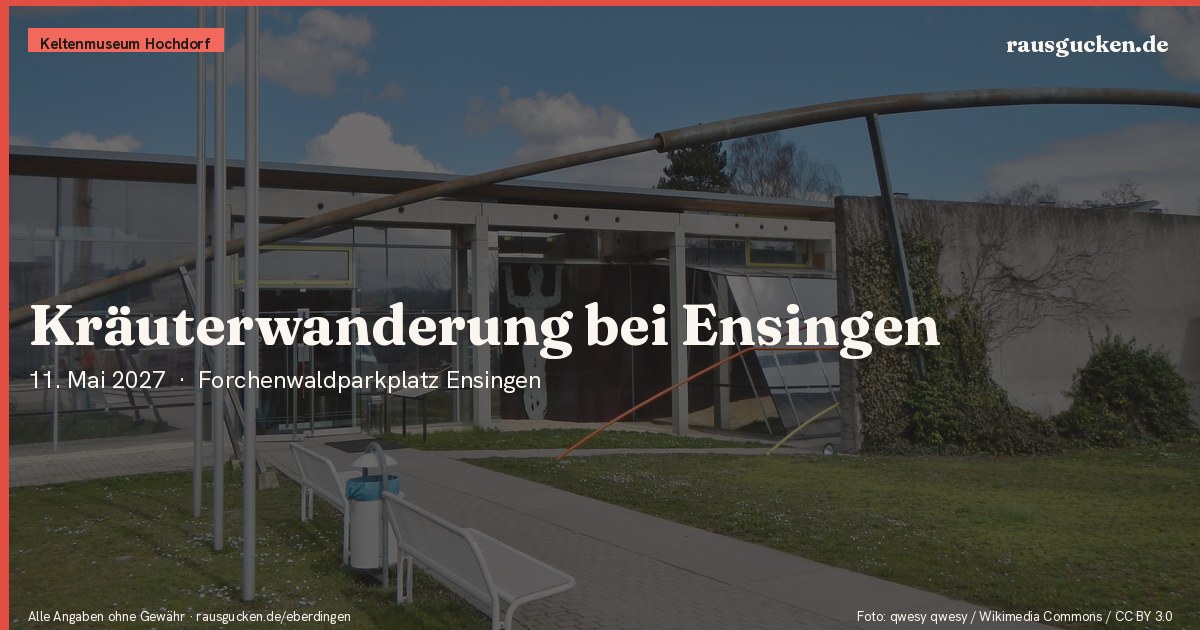 Keltenmuseum Hochdorf
rausgucken.de
Kräuterwanderung bei Ensingen
11. Mai 2027 · Forchenwaldparkplatz Ensingen
Alle Angaben ohne Gewähr · rausgucken.de/eberdingen
Foto: qwesy qwesy / Wikimedia Commons / CC BY 3.0